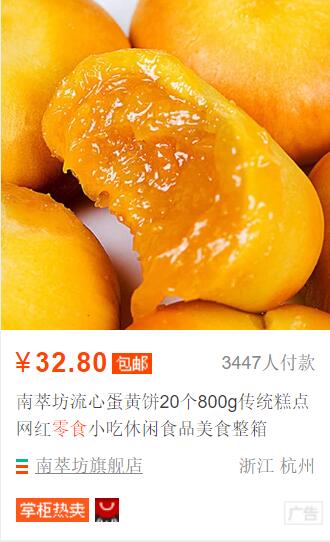 ¥32.80 包邮 3447人付款
南萃坊流心蛋黄饼20个800g传统糕点
网红零食小吃休闲食品美食整箱
南萃坊旗舰店 浙江 杭州
掌柜热卖 广告